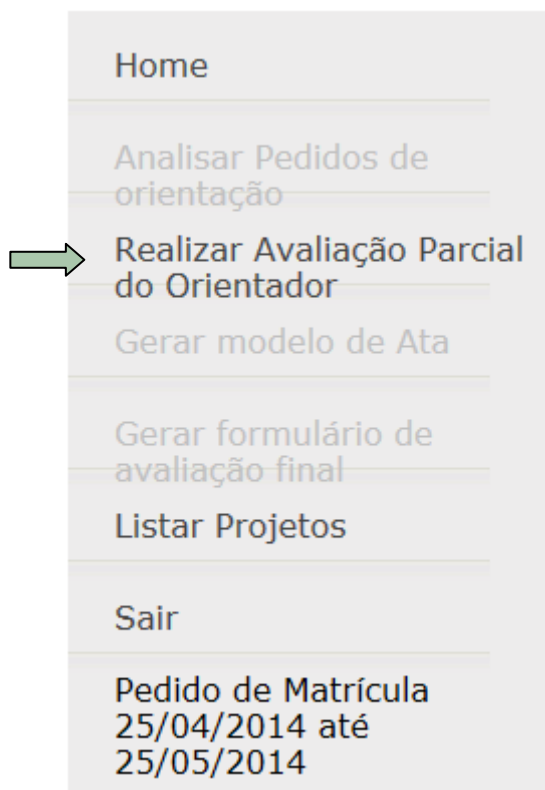 Home
Analisar Pedidos de
orientação
Realizar Avaliação Parcial
do Orientador
Gerar modelo de Ata
Gerar formulário de
avaliação final
Listar Projetos
Sair
Pedido de Matrícula
25/04/2014 até
25/05/2014